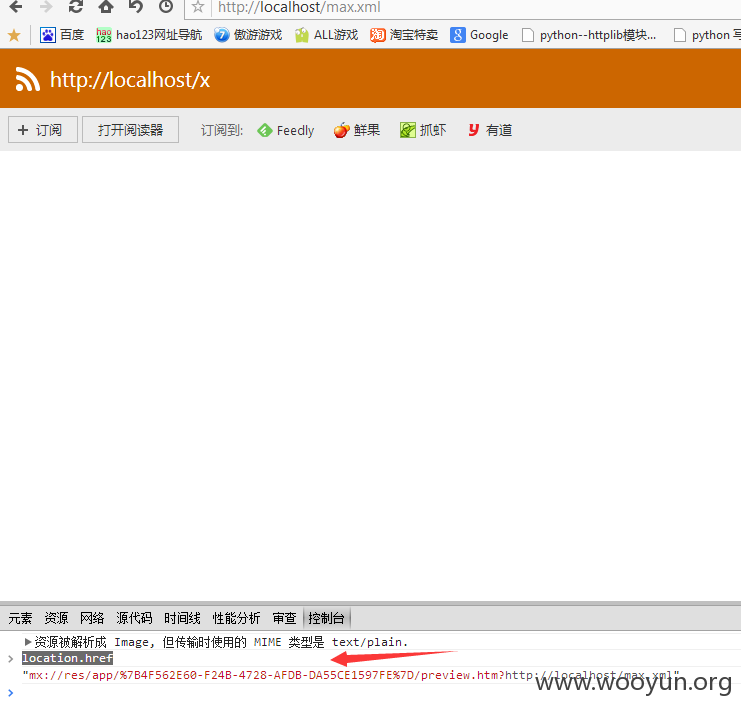 http://localhost/max.xml
百度 hao123网址导航 傲游游戏 ALL游戏 淘宝特卖 Google python--httplib模块... python 写
http://localhost/x
+ 订阅 打开阅读器 订阅到: Feedly 鲜果 抓虾 有道
元素 资源 网络 源代码 时间线 性能分析 审查 控制台
▶资源被解析成 Image, 但传输时使用的 MIME 类型是 text/plain.
> location.href
"mx://res/app/%7B4F562E60-F24B-4728-AFDB-DA55CE1597FE%7D/preview.htm?http://localhost/max.xml"
www.wooyun.org
>